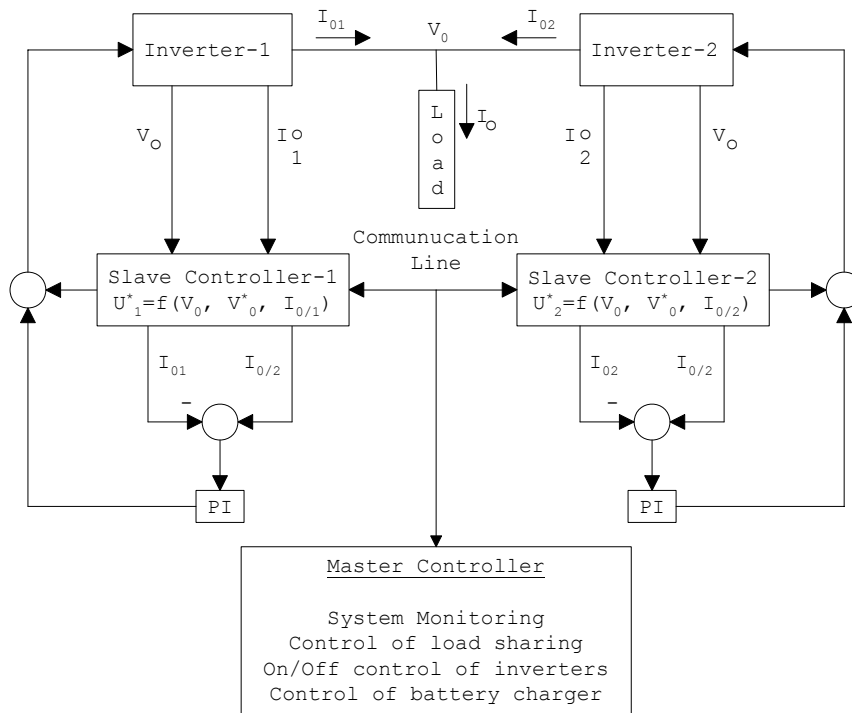 I₀₁
V₀
I₀₂
Inverter-1
Inverter-2
L
o
a
d
I₀
V₀
I₀
1
I₀
2
V₀
Communucation
Line
Slave Controller-1
U*₁=f(V₀, V*₀, I₀/₁)
Slave Controller-2
U*₂=f(V₀, V*₀, I₀/₂)
I₀₁
I₀/₂
I₀₂
I₀/₂
–
–
PI
PI
Master Controller
System Monitoring
Control of load sharing
On/Off control of inverters
Control of battery charger